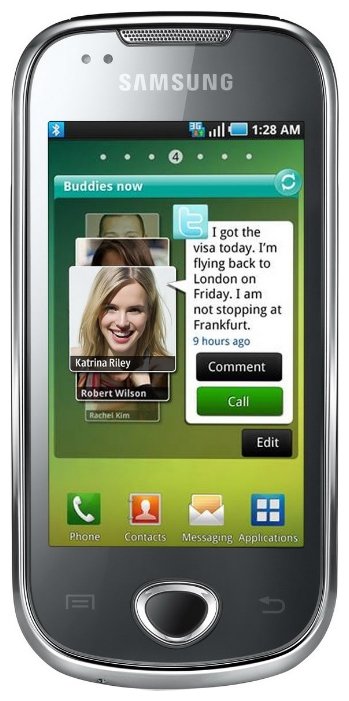 SAMSUNG
3G 1:28 AM
4
Buddies now
I got the
visa today. I'm
flying back to
London on
Friday. I am
not stopping at
Frankfurt.
9 hours ago
Katrina Riley
Robert Wilson
Rachel Kim
Comment
Call
Edit
Phone Contacts Messaging Applications